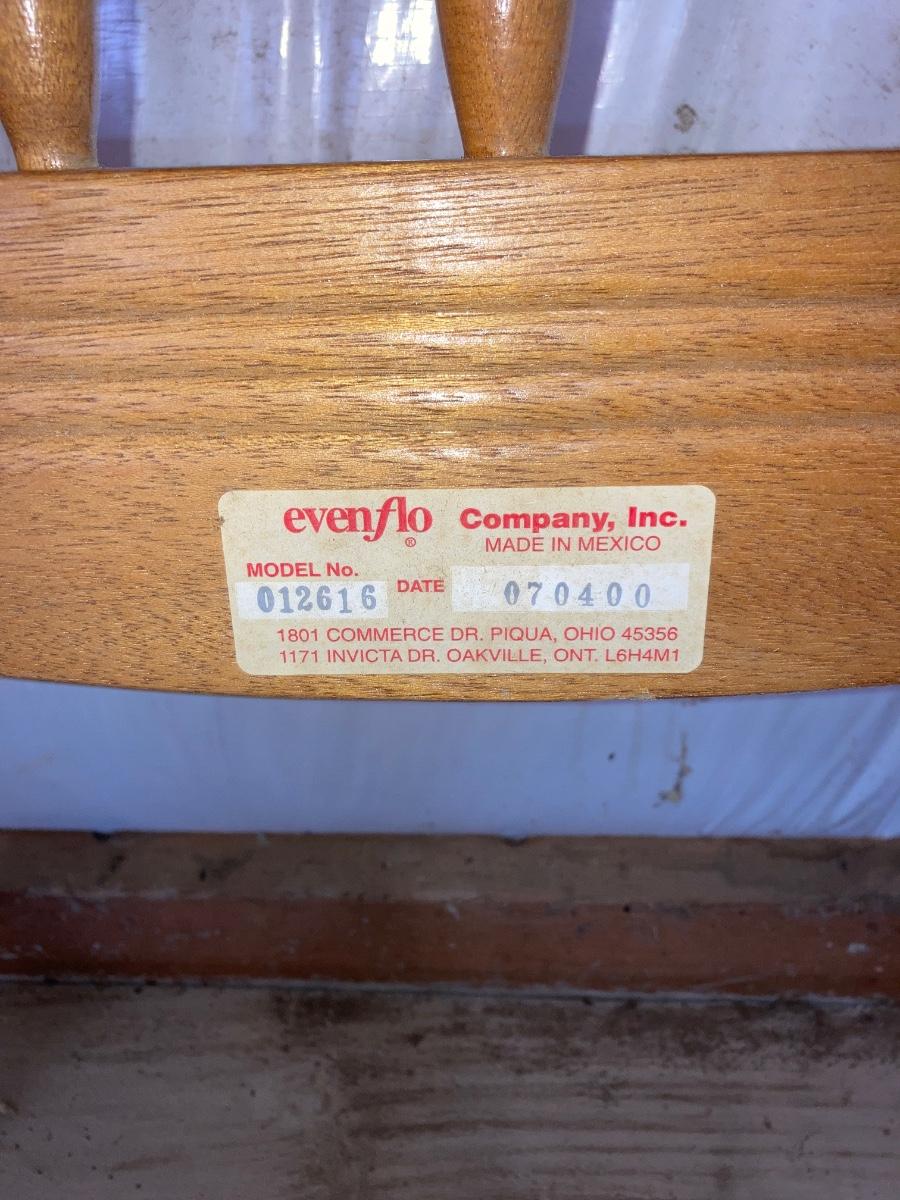 evenflo® Company, Inc.
MADE IN MEXICO
MODEL No.
012616 DATE 070400
1801 COMMERCE DR. PIQUA, OHIO 45356
1171 INVICTA DR. OAKVILLE, ONT. L6H4M1